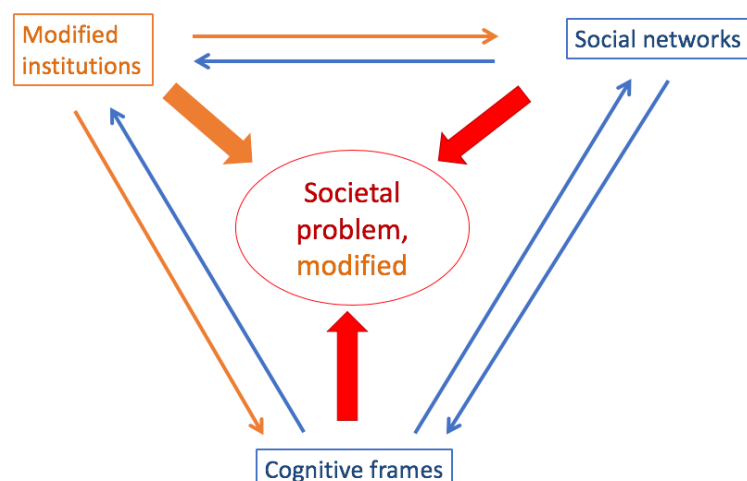 Modified
institutions
Social networks
Societal
problem,
modified
Cognitive frames